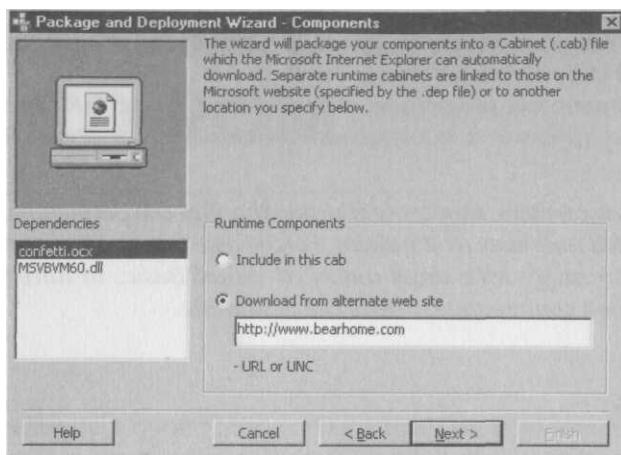 Package and Deployment Wizard - Components
The wizard will package your components into a Cabinet (.cab) file
which the Microsoft Internet Explorer can automatically
download. Separate runtime cabinets are linked to those on the
Microsoft website (specified by the .dep file) or to another
location you specify below.
Dependencies
confetti.ocx
MSVBVM60.dll
Runtime Components
Include in this cab
Download from alternate web site
http://www.bearhome.com
- URL or UNC
Help
Cancel
< Back
Next >
Finish